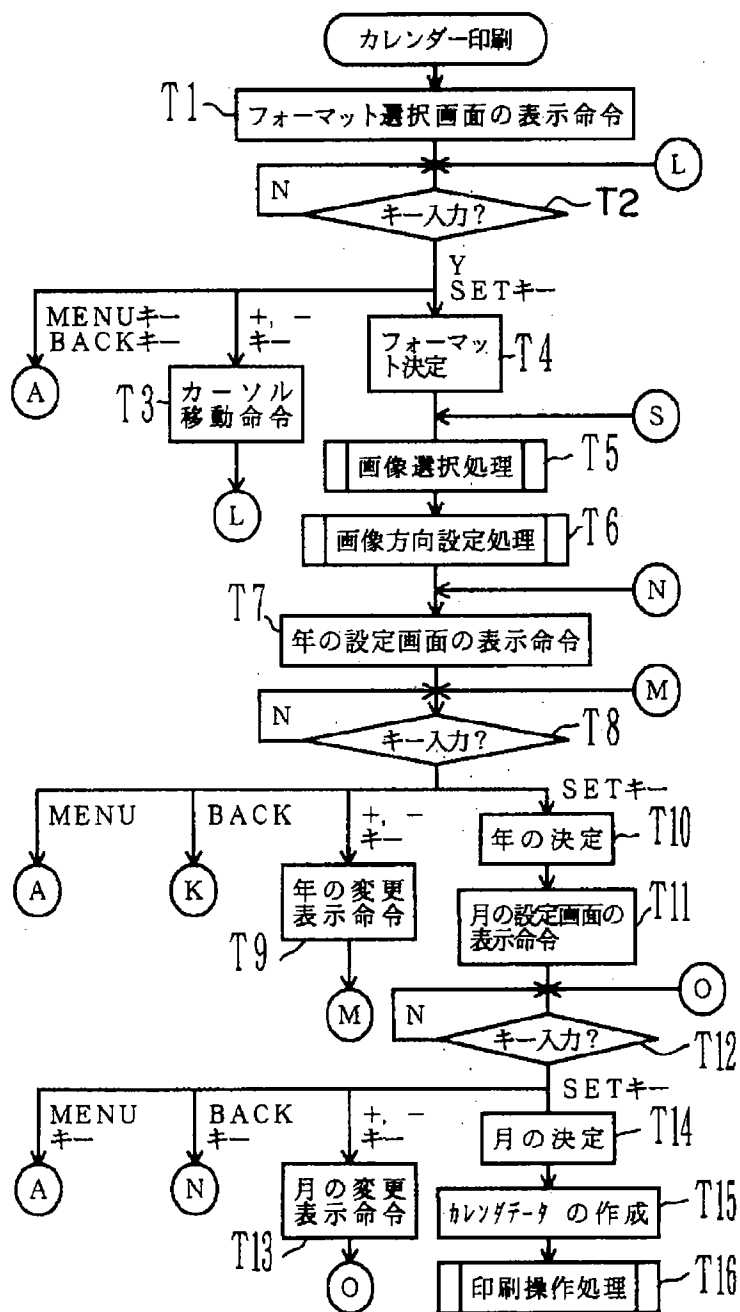 カレンダー印刷
T1
フォーマット選択画面の表示命令
L
N
キー入力?
T2
Y
SETキー
MENUキー
BACKキー
+, −
キー
A
T3
カーソル
移動命令
フォーマッ
ト決定
T4
L
S
画像選択処理
T5
画像方向設定処理
T6
N
T7
年の設定画面の表示命令
M
N
キー入力?
T8
MENU
BACK
+, −
キー
SETキー
A
K
T9
年の変更
表示命令
年の決定
T10
月の設定画面の
表示命令
T11
M
O
N
キー入力?
T12
MENU
キー
BACK
キー
+, −
キー
SETキー
A
N
T13
月の変更
表示命令
月の決定
T14
カレンダデータ の作成
T15
O
印刷操作処理
T16